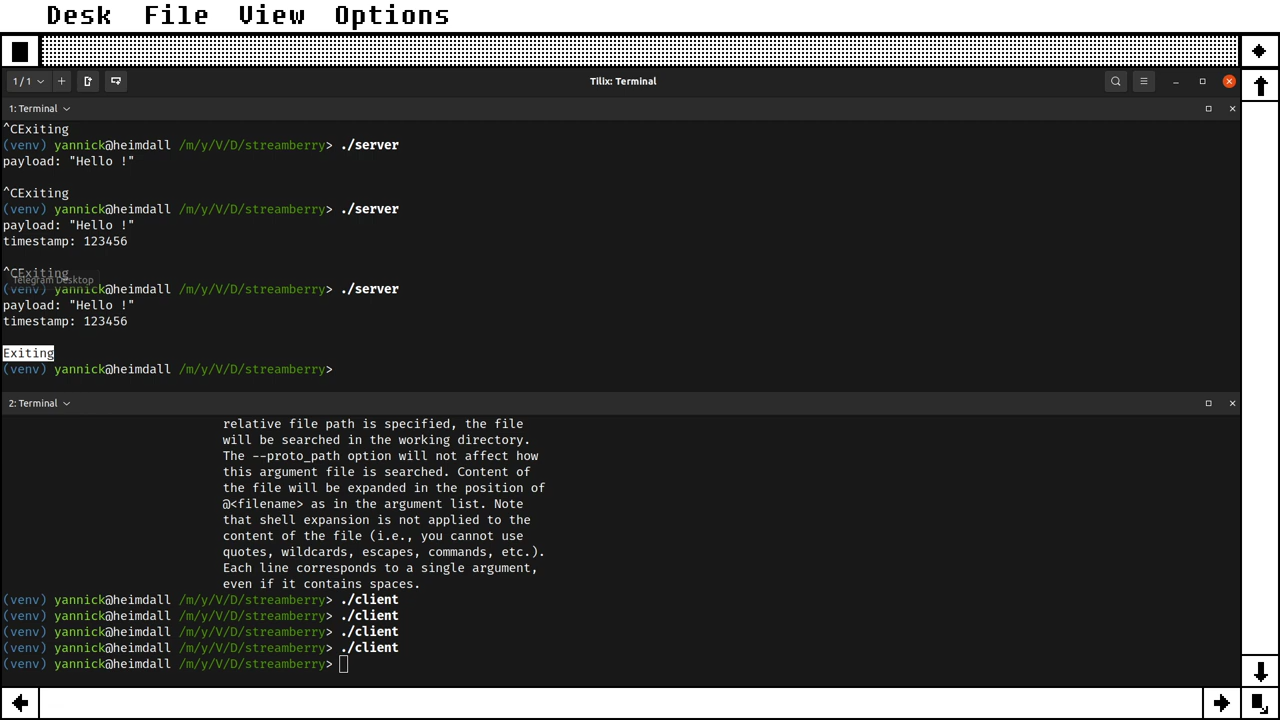 Desk File View Options
1 / 1
Tilix: Terminal
1: Terminal
^CExiting
(venv) yannick@heimdall /m/y/V/D/streamberry> ./server
payload: "Hello !"
^CExiting
(venv) yannick@heimdall /m/y/V/D/streamberry> ./server
payload: "Hello !"
timestamp: 123456
^CExiting
Telegram Desktop
(venv) yannick@heimdall /m/y/V/D/streamberry> ./server
payload: "Hello !"
timestamp: 123456
Exiting
(venv) yannick@heimdall /m/y/V/D/streamberry>
2: Terminal
relative file path is specified, the file
will be searched in the working directory.
The --proto_path option will not affect how
this argument file is searched. Content of
the file will be expanded in the position of
@<filename> as in the argument list. Note
that shell expansion is not applied to the
content of the file (i.e., you cannot use
quotes, wildcards, escapes, commands, etc.).
Each line corresponds to a single argument,
even if it contains spaces.
(venv) yannick@heimdall /m/y/V/D/streamberry> ./client
(venv) yannick@heimdall /m/y/V/D/streamberry> ./client
(venv) yannick@heimdall /m/y/V/D/streamberry> ./client
(venv) yannick@heimdall /m/y/V/D/streamberry> ./client
(venv) yannick@heimdall /m/y/V/D/streamberry>